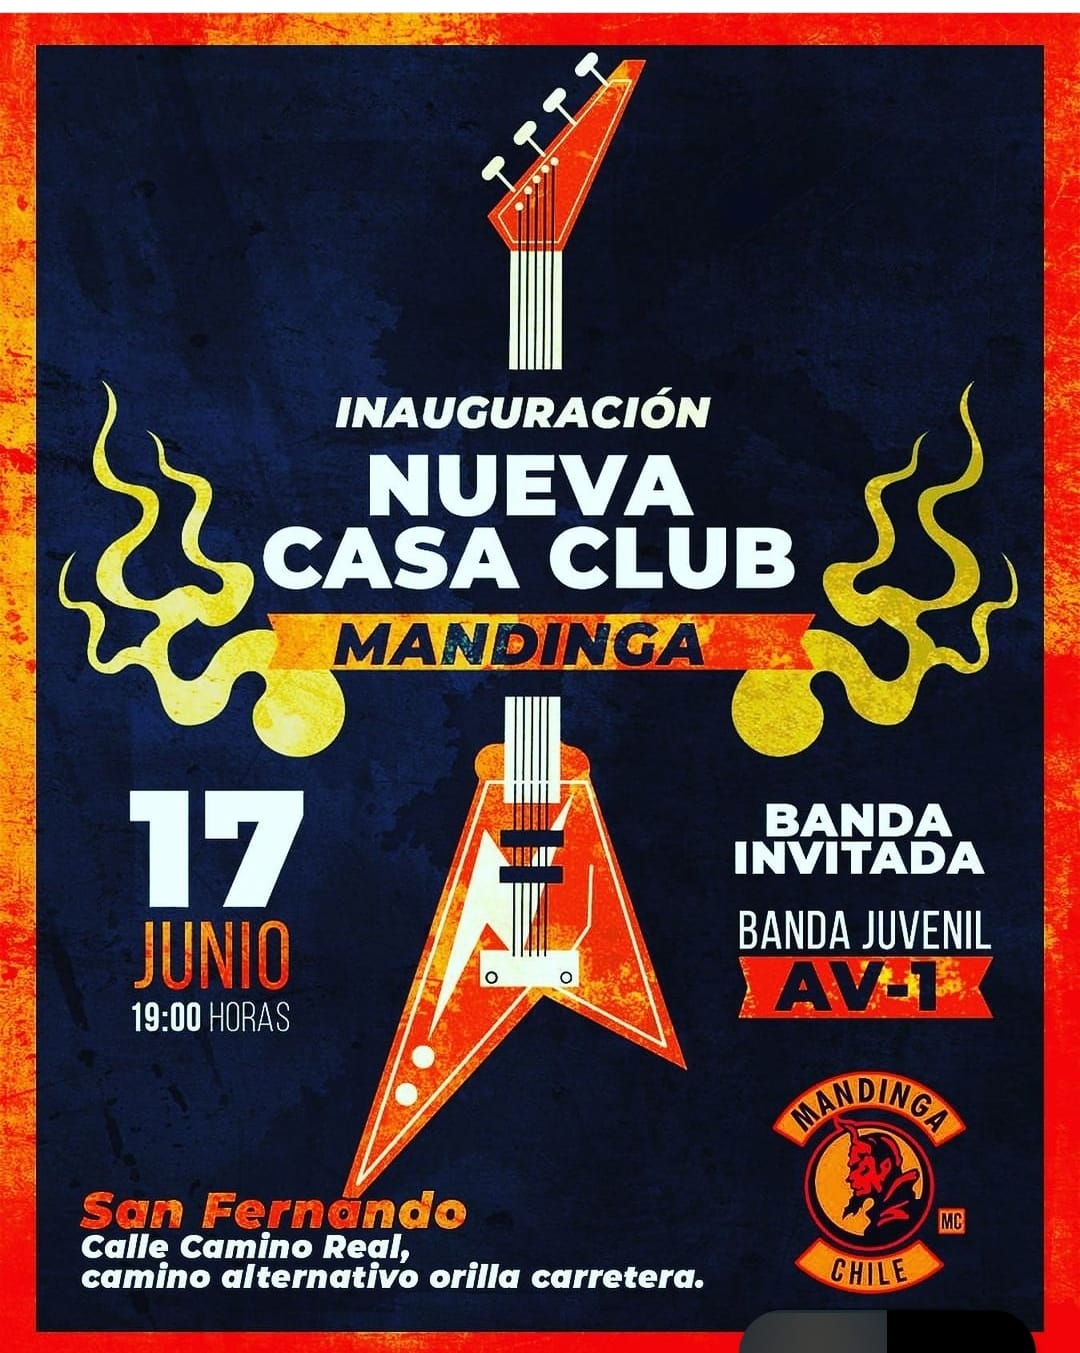 INAUGURACIÓN
NUEVA
CASA CLUB
MANDINGA
17
JUNIO
19:00 HORAS
BANDA
INVITADA
BANDA JUVENIL
AV-1
San Fernando
Calle Camino Real,
camino alternativo orilla carretera.
MANDINGA
MC
CHILE